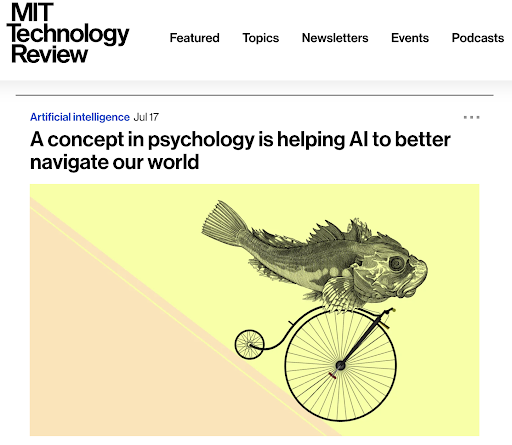 MIT
Technology
Review
Featured
Topics
Newsletters
Events
Podcasts
Artificial intelligence Jul 17
A concept in psychology is helping AI to better
navigate our world